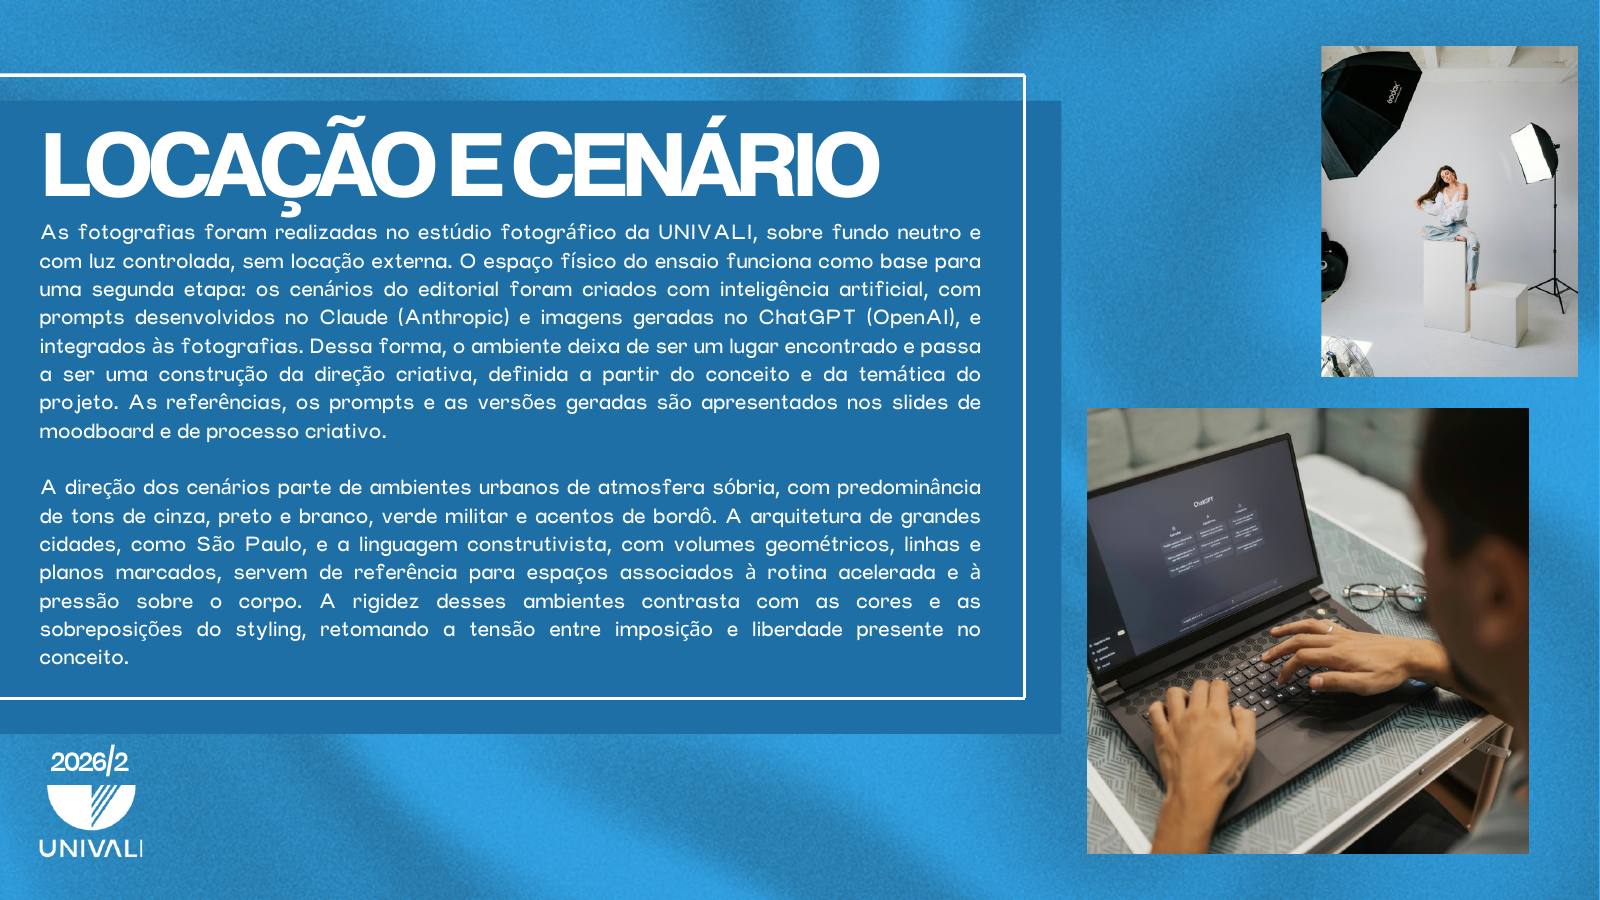 LOCAÇÃO E CENÁRIO
As fotografias foram realizadas no estúdio fotográfico da UNIVALI, sobre fundo neutro e
com luz controlada, sem locação externa. O espaço físico do ensaio funciona como base para
uma segunda etapa: os cenários do editorial foram criados com inteligência artificial, com
prompts desenvolvidos no Claude (Anthropic) e imagens geradas no ChatGPT (OpenAI), e
integrados às fotografias. Dessa forma, o ambiente deixa de ser um lugar encontrado e passa
a ser uma construção da direção criativa, definida a partir do conceito e da temática do
projeto. As referências, os prompts e as versões geradas são apresentados nos slides de
moodboard e de processo criativo.
A direção dos cenários parte de ambientes urbanos de atmosfera sóbria, com predominância
de tons de cinza, preto e branco, verde militar e acentos de bordô. A arquitetura de grandes
cidades, como São Paulo, e a linguagem construtivista, com volumes geométricos, linhas e
planos marcados, servem de referência para espaços associados à rotina acelerada e à
pressão sobre o corpo. A rigidez desses ambientes contrasta com as cores e as
sobreposições do styling, retomando a tensão entre imposição e liberdade presente no
conceito.
Godox
ChatGPT
2026/2
UNIVALI